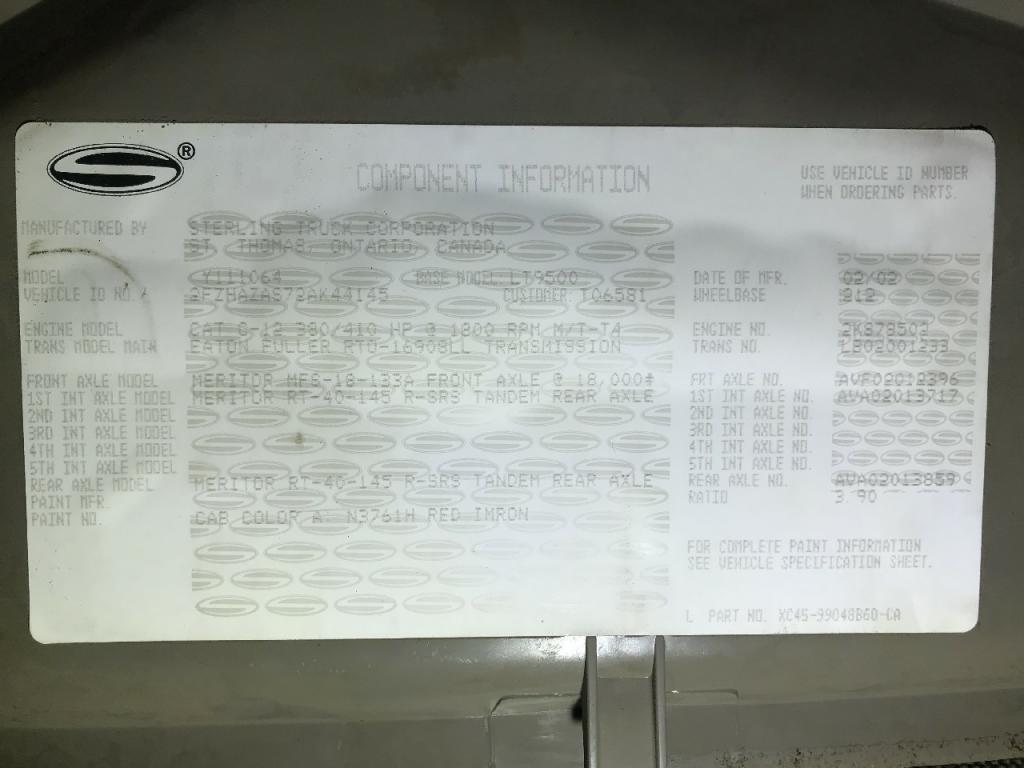 ®
COMPONENT INFORMATION
USE VEHICLE ID NUMBER
WHEN ORDERING PARTS.
MANUFACTURED BY STERLING TRUCK CORPORATION
ST. THOMAS, ONTARIO, CANADA
MODEL Y111064 BASE MODEL: LT9500 DATE OF MFR. 02/02
VEHICLE ID NO. 2FZHAZAS72AK44145 CUSTOMER: T06581 WHEELBASE 212
ENGINE MODEL CAT C-12 380/410 HP @ 1800 RPM M/T-T4 ENGINE NO. 2KS78503
TRANS MODEL MAIN EATON FULLER RTO-16908LL TRANSMISSION TRANS NO. LB02001233
FRONT AXLE MODEL MERITOR MFS-18-133A FRONT AXLE @ 18,000# FRT AXLE NO. AVF02012396
1ST INT AXLE MODEL MERITOR RT-40-145 R-SRS TANDEM REAR AXLE 1ST INT AXLE NO. AVA02013717
2ND INT AXLE MODEL 2ND INT AXLE NO.
3RD INT AXLE MODEL 3RD INT AXLE NO.
4TH INT AXLE MODEL 4TH INT AXLE NO.
5TH INT AXLE MODEL 5TH INT AXLE NO.
REAR AXLE MODEL MERITOR RT-40-145 R-SRS TANDEM REAR AXLE REAR AXLE NO. AVA02013859
PAINT MFR. RATIO 3.90
PAINT NO. CAB COLOR A: N3761H RED IMRON
FOR COMPLETE PAINT INFORMATION
SEE VEHICLE SPECIFICATION SHEET.
L PART NO. XC45-99048B60-CA